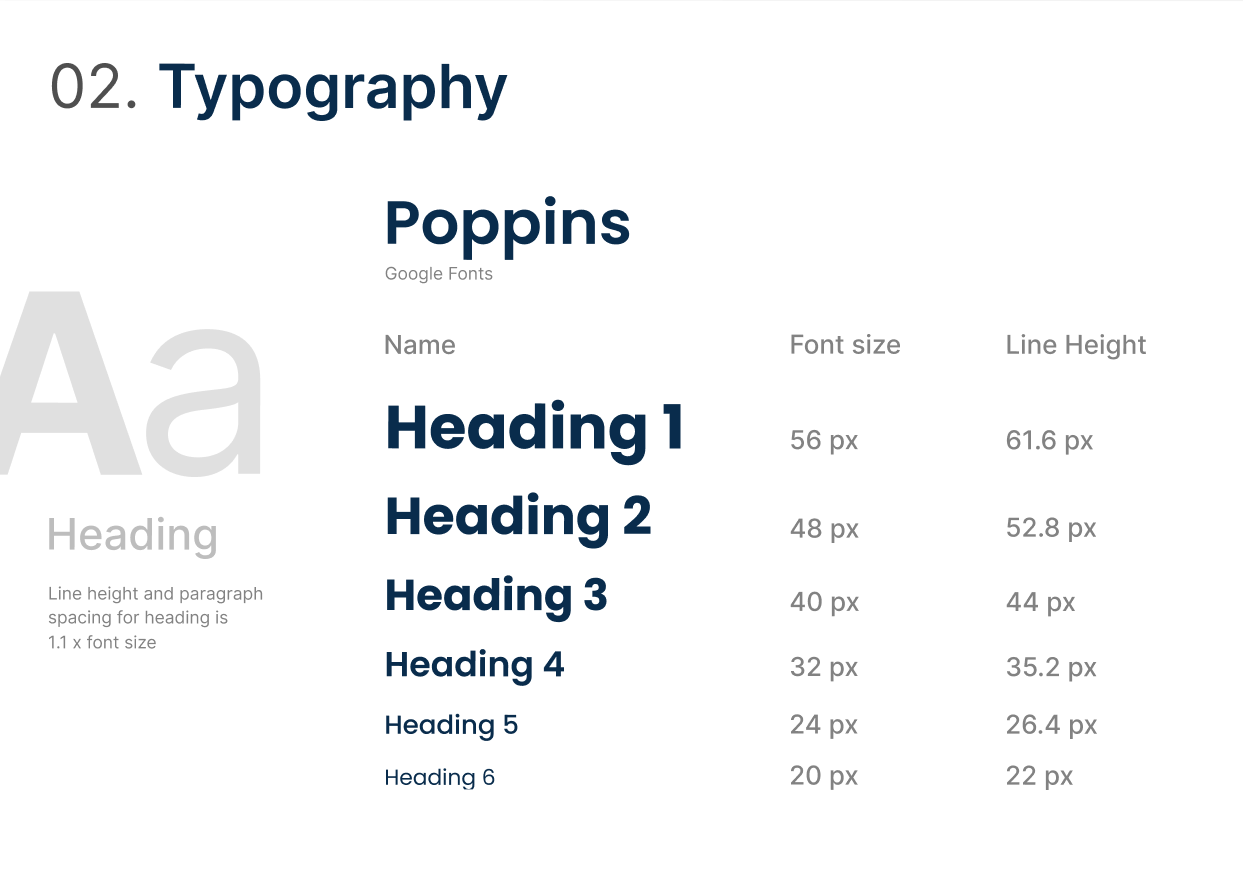 02. Typography
Poppins
Google Fonts
Aa
Heading
Line height and paragraph
spacing for heading is
1.1 x font size
Name Font size Line Height
Heading 1 56 px 61.6 px
Heading 2 48 px 52.8 px
Heading 3 40 px 44 px
Heading 4 32 px 35.2 px
Heading 5 24 px 26.4 px
Heading 6 20 px 22 px